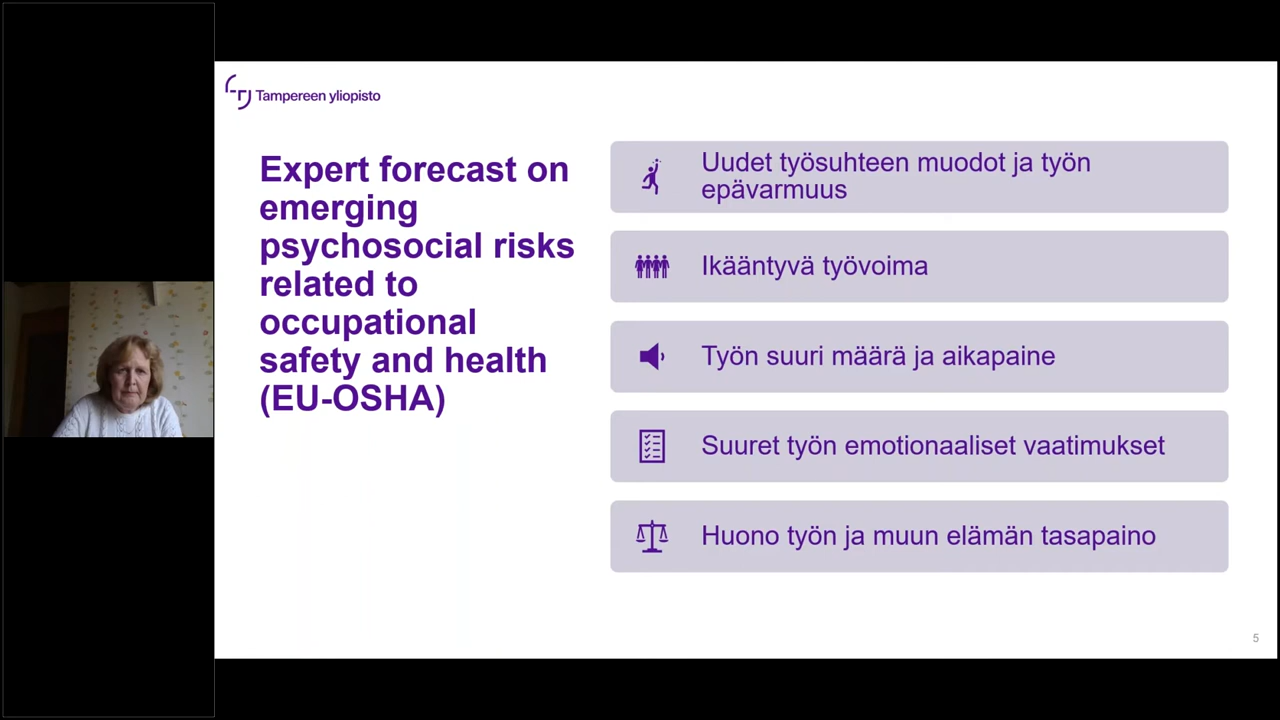 Tampereen yliopisto
Expert forecast on
emerging
psychosocial risks
related to
occupational
safety and health
(EU-OSHA)
Uudet työsuhteen muodot ja työn
epävarmuus
Ikääntyvä työvoima
Työn suuri määrä ja aikapaine
Suuret työn emotionaaliset vaatimukset
Huono työn ja muun elämän tasapaino
5